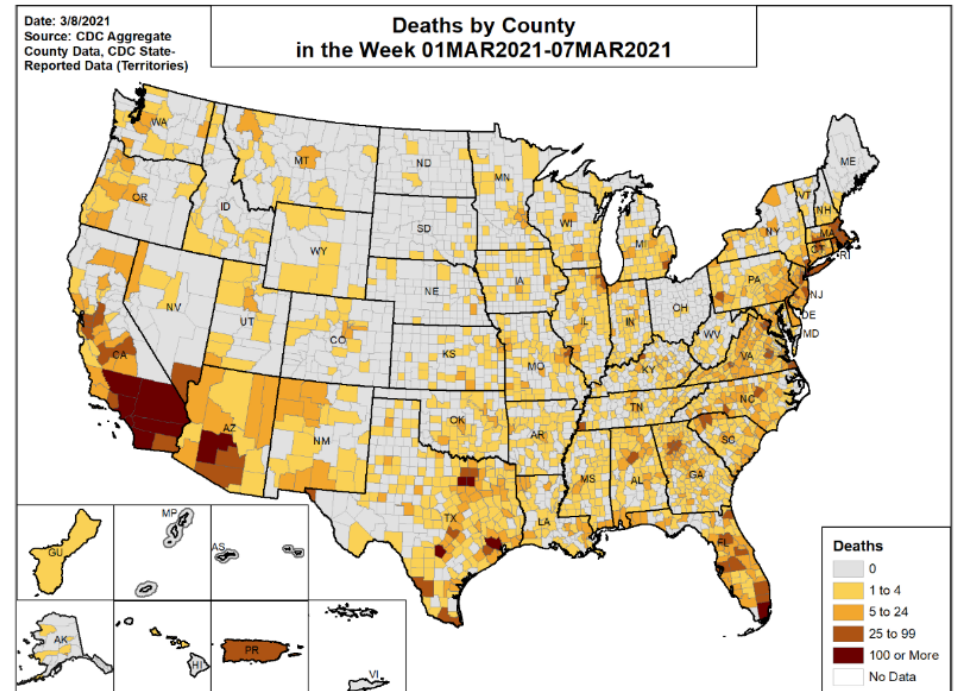 Date: 3/8/2021
Source: CDC Aggregate
County Data, CDC State-
Reported Data (Territories)
Deaths by County
in the Week 01MAR2021-07MAR2021
WA
MT
ND
MN
ME
OR
ID
SD
WI
MI
NY
VT
NH
MA
CT
RI
WY
IA
PA
NJ
NV
UT
NE
IL
IN
OH
DE
MD
CO
CA
KS
MO
KY
WV
VA
AZ
NM
OK
AR
TN
NC
SC
TX
LA
MS
AL
GA
FL
GU
MP
AS
AK
HI
PR
VI
Deaths
0
1 to 4
5 to 24
25 to 99
100 or More
No Data